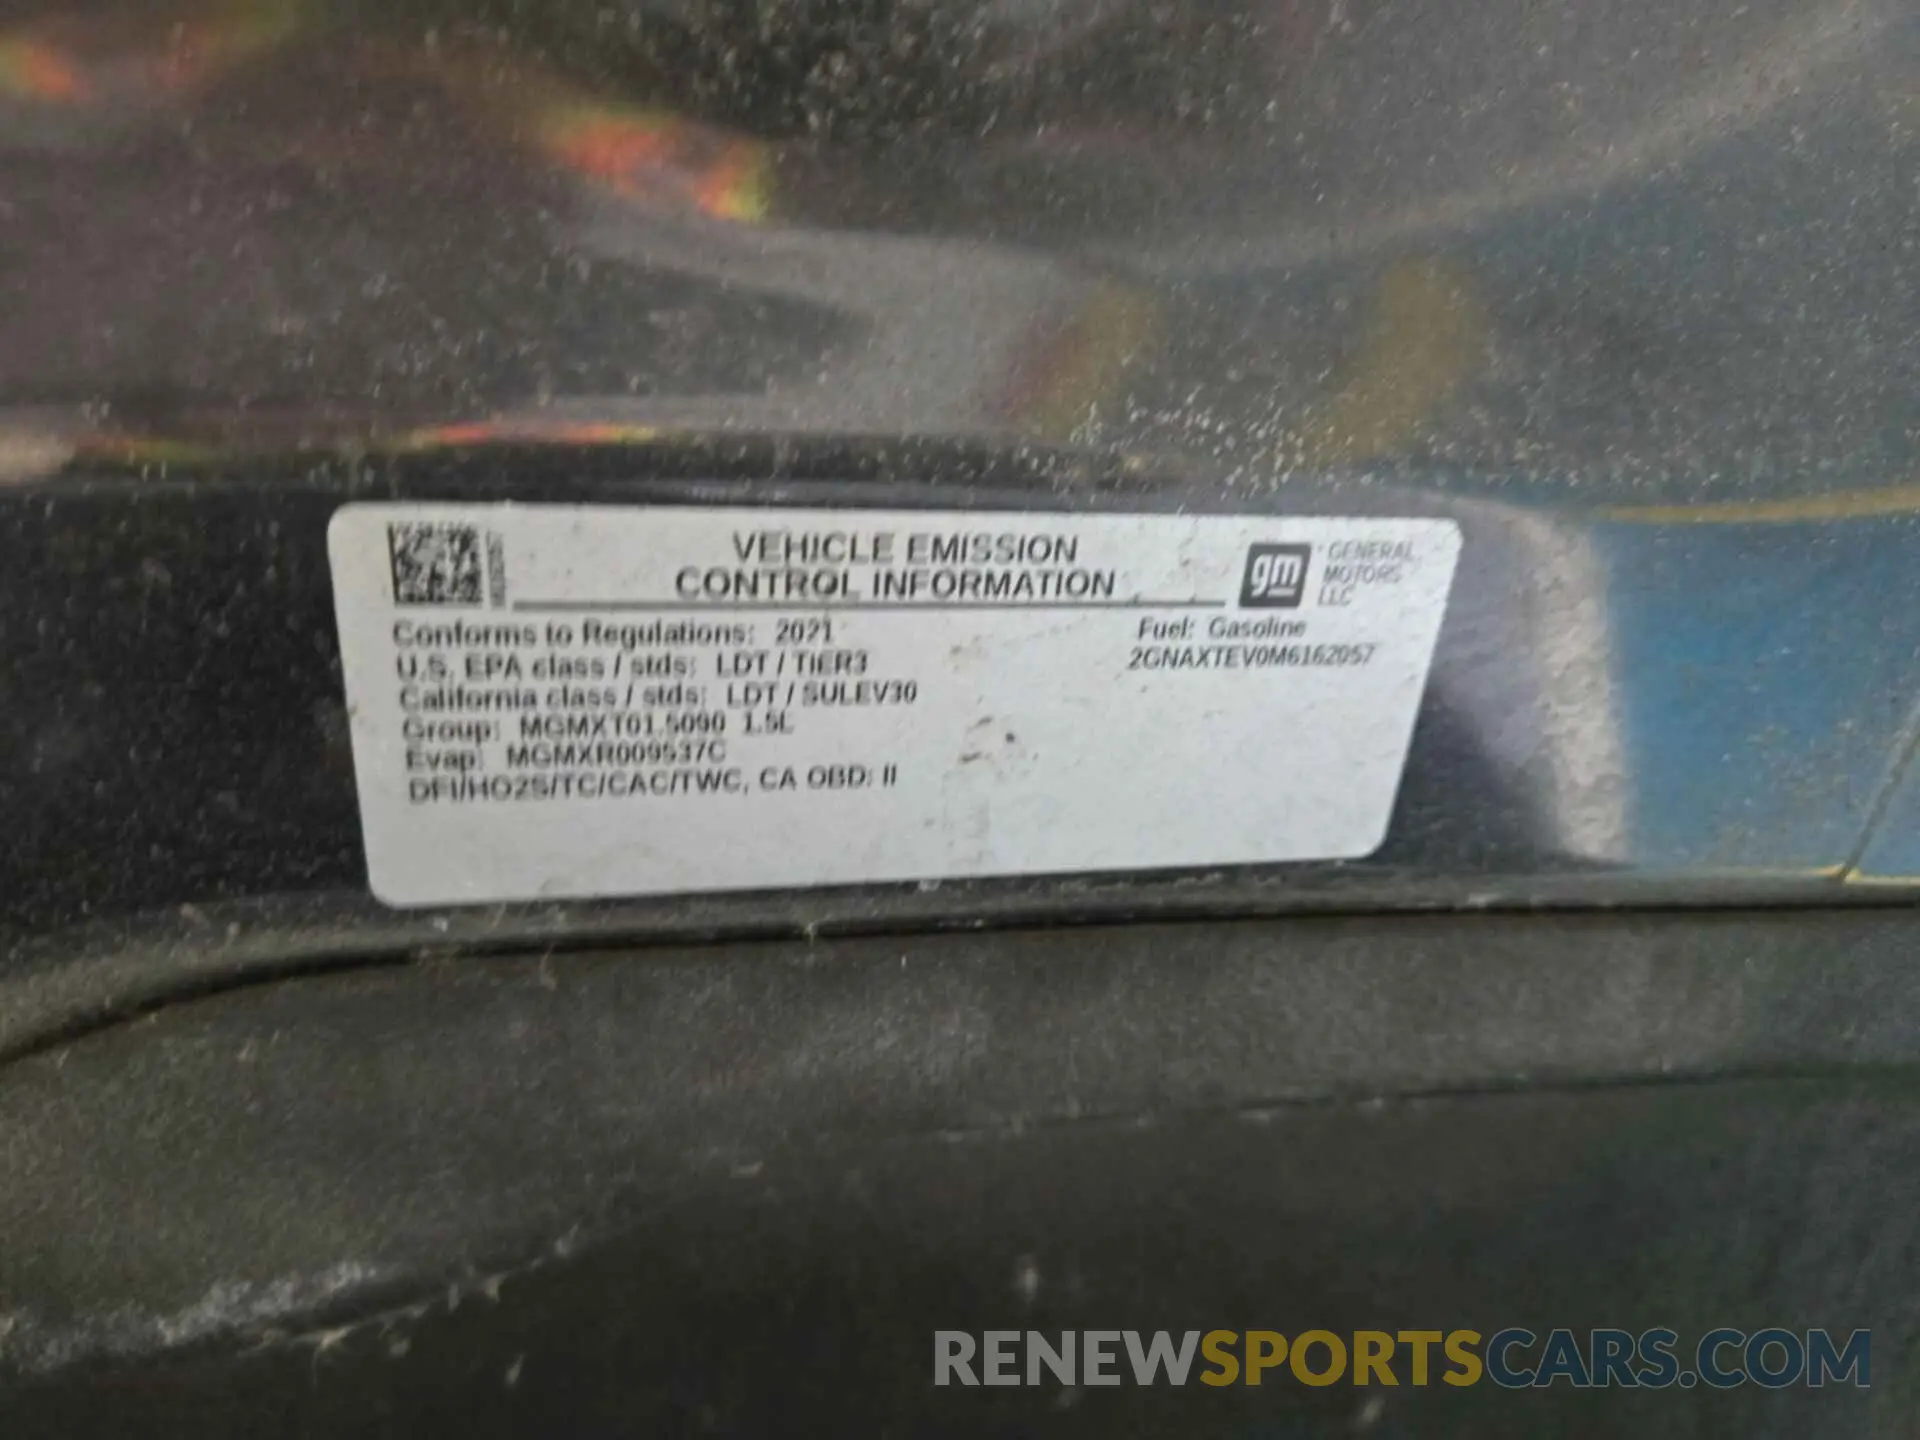 VEHICLE EMISSION
CONTROL INFORMATION
gm GENERAL
MOTORS
LLC
Conforms to Regulations: 2021
Fuel: Gasoline
U.S. EPA class / stds: LDT / TIER3
2GNAXTEV0M6162057
California class / stds: LDT / SULEV30
Group: MGMXT01.5090 1.5L
Evap: MGMXR009537C
DFI/HO2S/TC/CAC/TWC, CA OBD: II
RENEWSPORTSCARS.COM